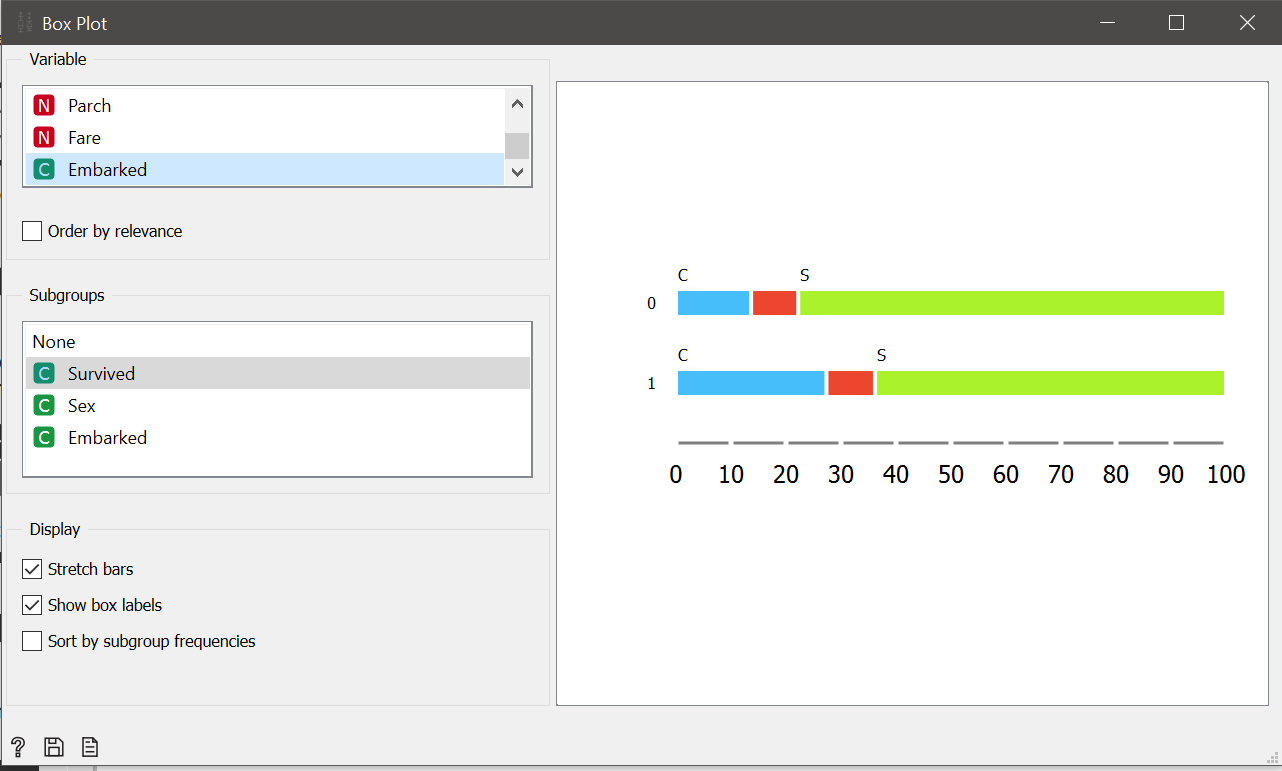 Box Plot
Variable
N Parch
N Fare
C Embarked
Order by relevance
Subgroups
None
C Survived
C Sex
C Embarked
Display
Stretch bars
Show box labels
Sort by subgroup frequencies
C S
0
C S
1
0 10 20 30 40 50 60 70 80 90 100
?